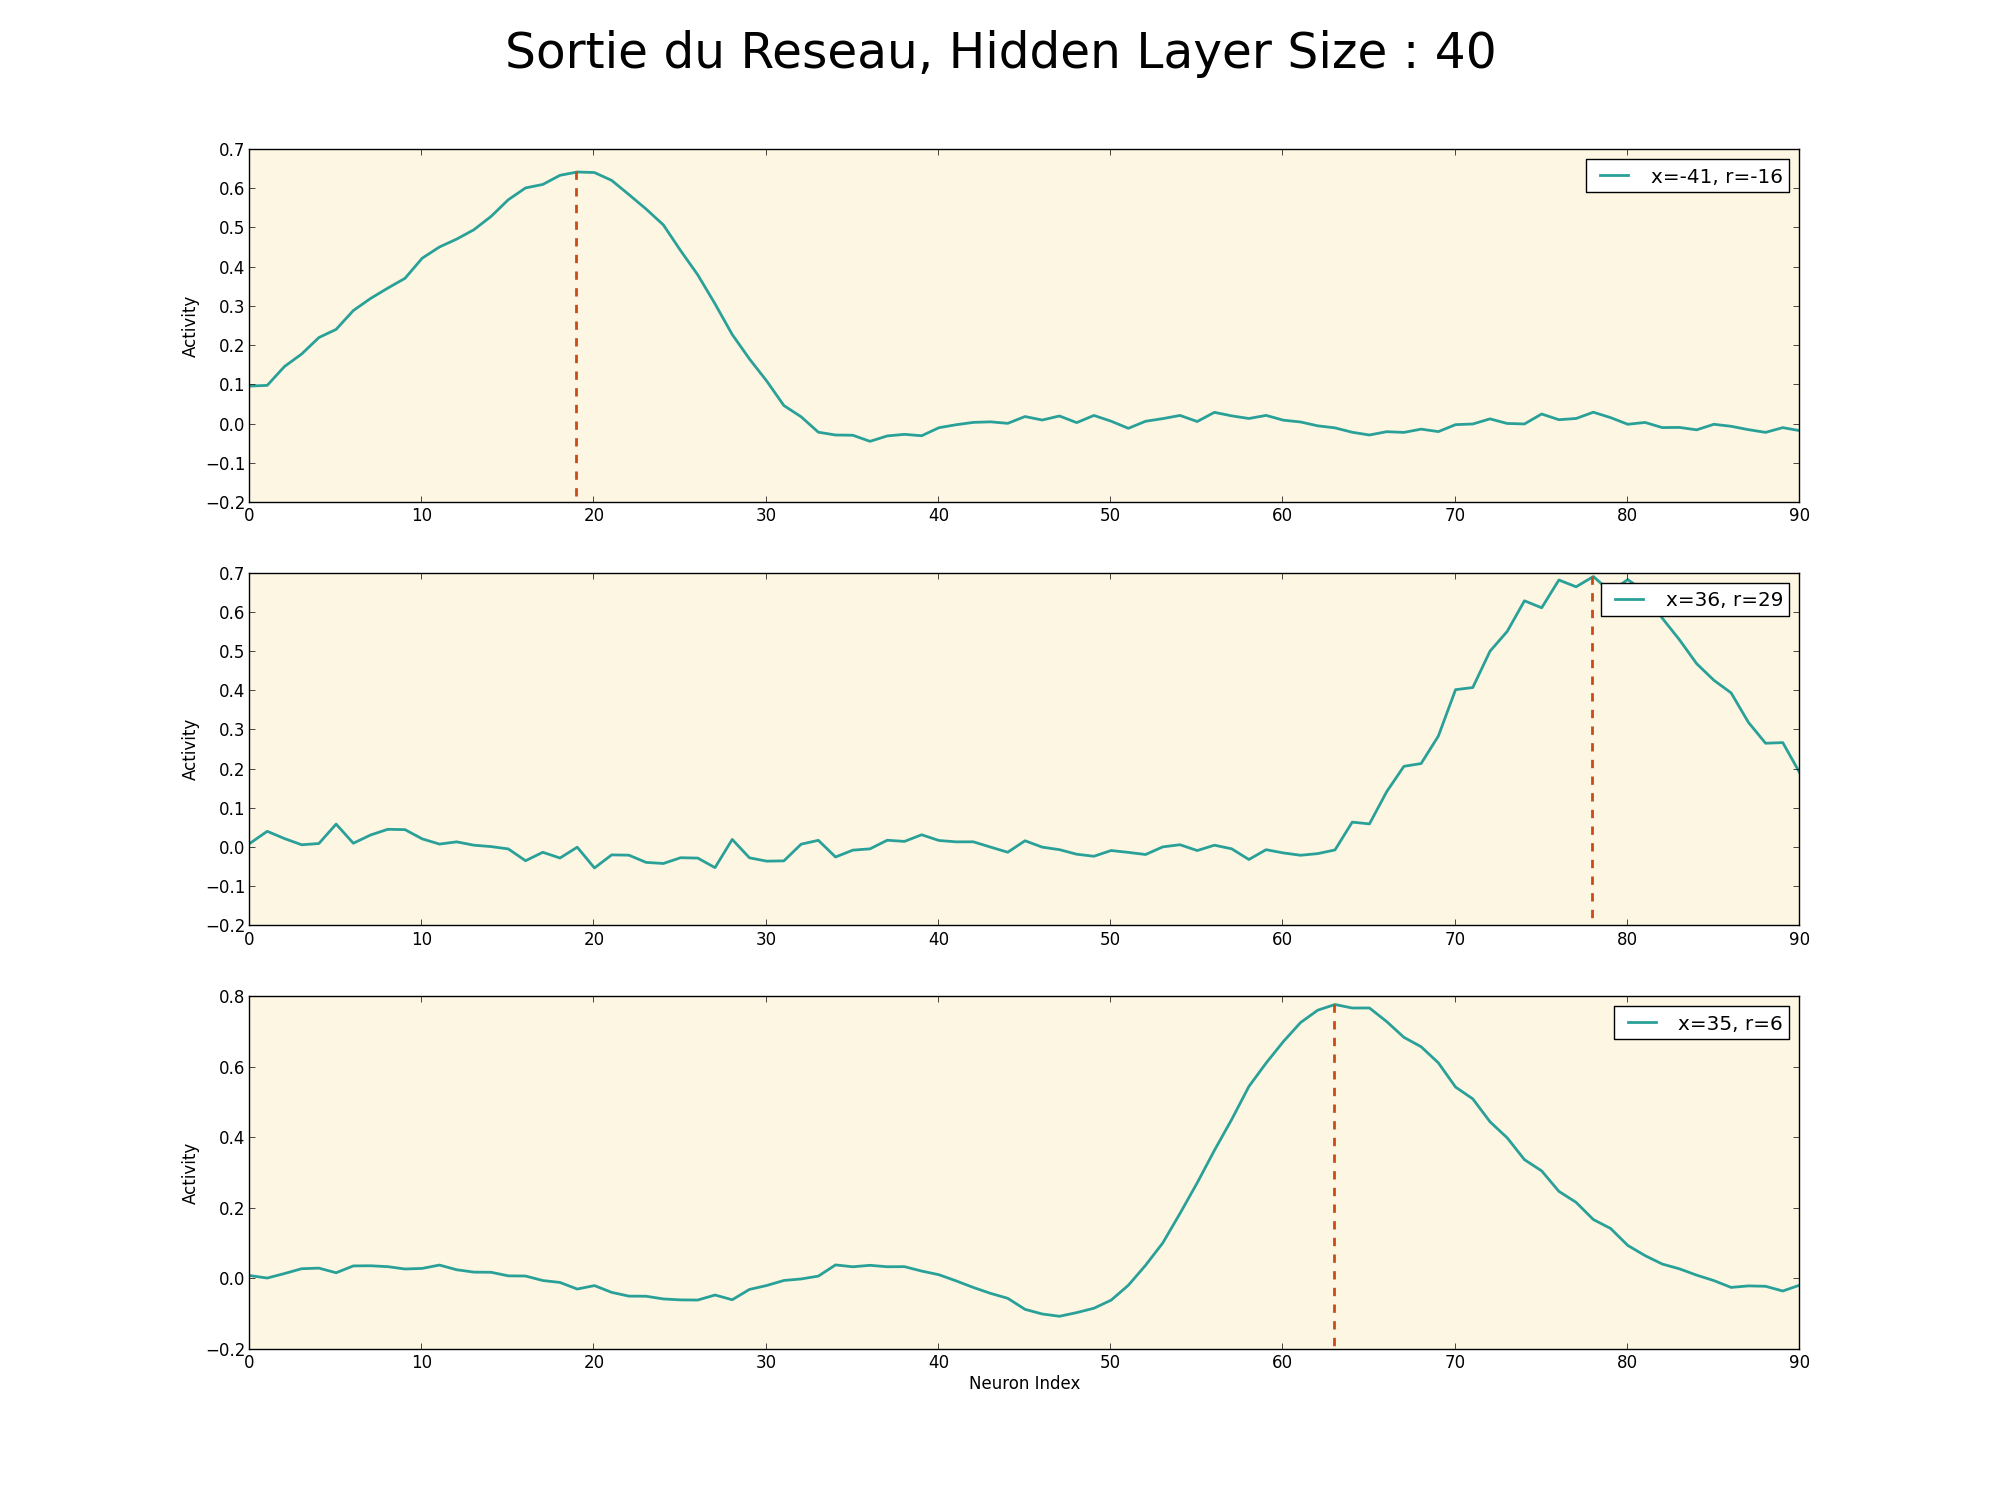 Sortie du Reseau, Hidden Layer Size : 40
0.7
0.6
0.5
0.4
0.3
0.2
0.1
0.0
−0.1
−0.2
Activity
x=-41, r=-16
0 10 20 30 40 50 60 70 80 90
0.7
0.6
0.5
0.4
0.3
0.2
0.1
0.0
−0.1
−0.2
Activity
x=36, r=29
0 10 20 30 40 50 60 70 80 90
0.8
0.6
0.4
0.2
0.0
−0.2
Activity
x=35, r=6
0 10 20 30 40 50 60 70 80 90
Neuron Index